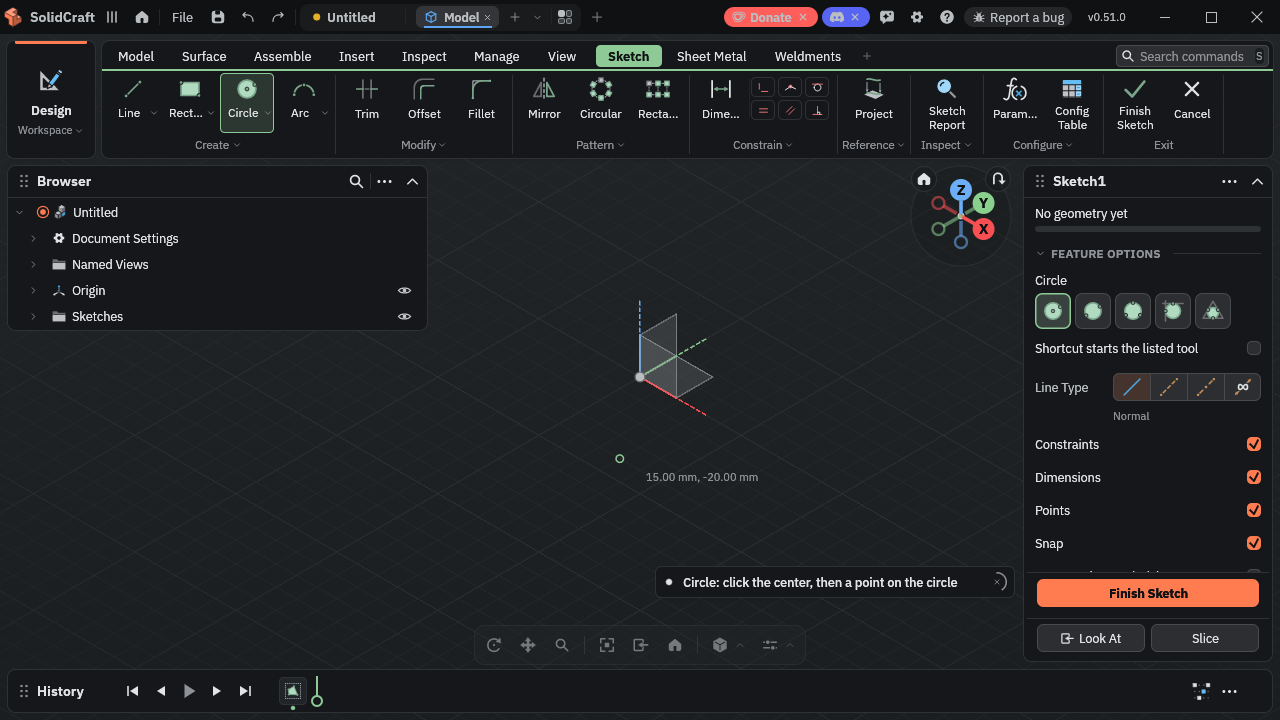 SolidCraft
File
Untitled
Model
Donate
Report a bug
v0.51.0
Design
Workspace
Model
Surface
Assemble
Insert
Inspect
Manage
View
Sketch
Sheet Metal
Weldments
Search commands
S
Line
Rect...
Circle
Arc
Trim
Offset
Fillet
Mirror
Circular
Recta...
Dime...
Project
Sketch
Report
Param...
Config
Table
Finish
Sketch
Cancel
Create
Modify
Pattern
Constrain
Reference
Inspect
Configure
Exit
Browser
Untitled
Document Settings
Named Views
Origin
Sketches
Z
Y
X
15.00 mm, -20.00 mm
Circle: click the center, then a point on the circle
Sketch1
No geometry yet
FEATURE OPTIONS
Circle
Shortcut starts the listed tool
Line Type
Normal
Constraints
Dimensions
Points
Snap
Finish Sketch
Look At
Slice
History